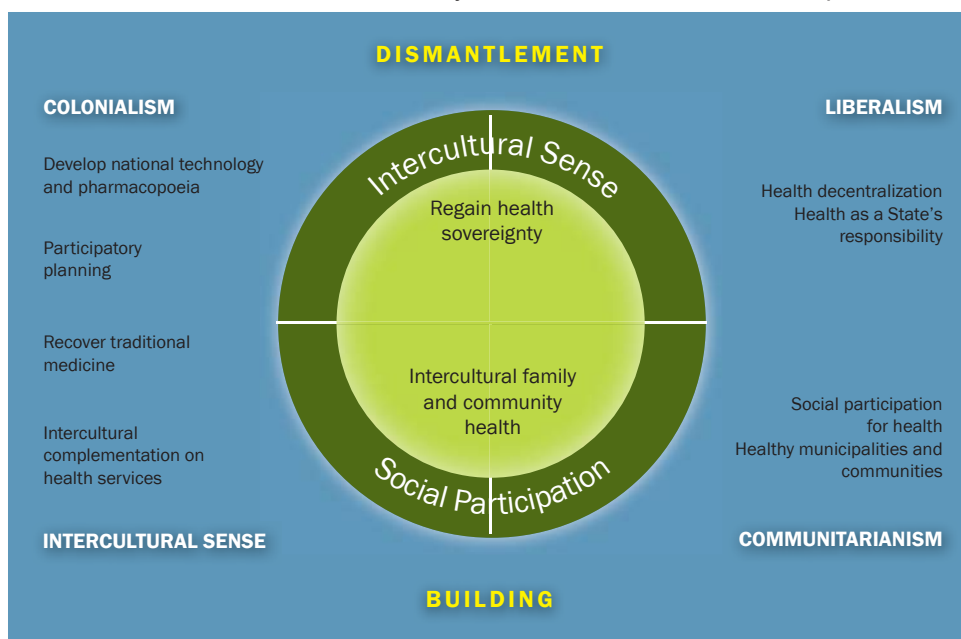 DISMANTLEMENT
COLONIALISM
LIBERALISM
Develop national technology
and pharmacopoeia
Participatory
planning
Recover traditional
medicine
Intercultural
complementation on
health services
INTERCULTURAL SENSE
Intercultural Sense
Regain health
sovereignty
Intercultural family
and community
health
Social Participation
Health decentralization
Health as a State's
responsibility
Social participation
for health
Healthy municipalities and
communities
COMMUNITARIANISM
BUILDING